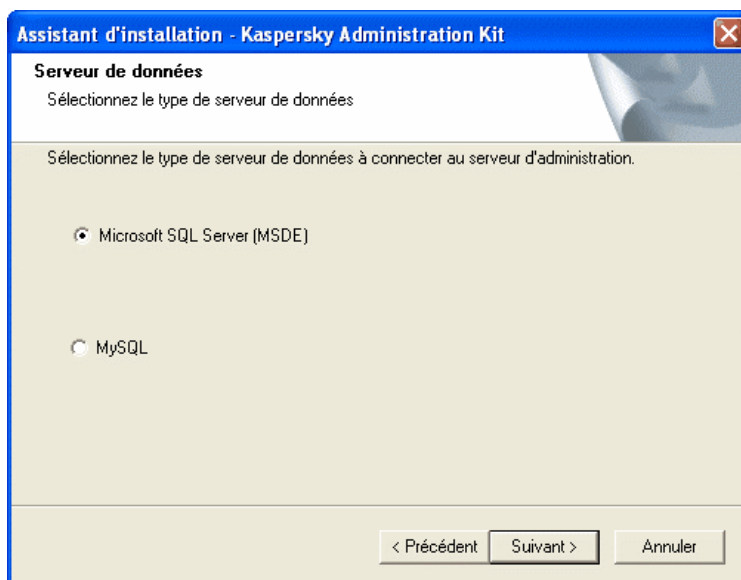 Assistant d'installation - Kaspersky Administration Kit
Serveur de données
Sélectionnez le type de serveur de données
Sélectionnez le type de serveur de données à connecter au serveur d'administration.
Microsoft SQL Server (MSDE)
MySQL
< Précédent Suivant > Annuler